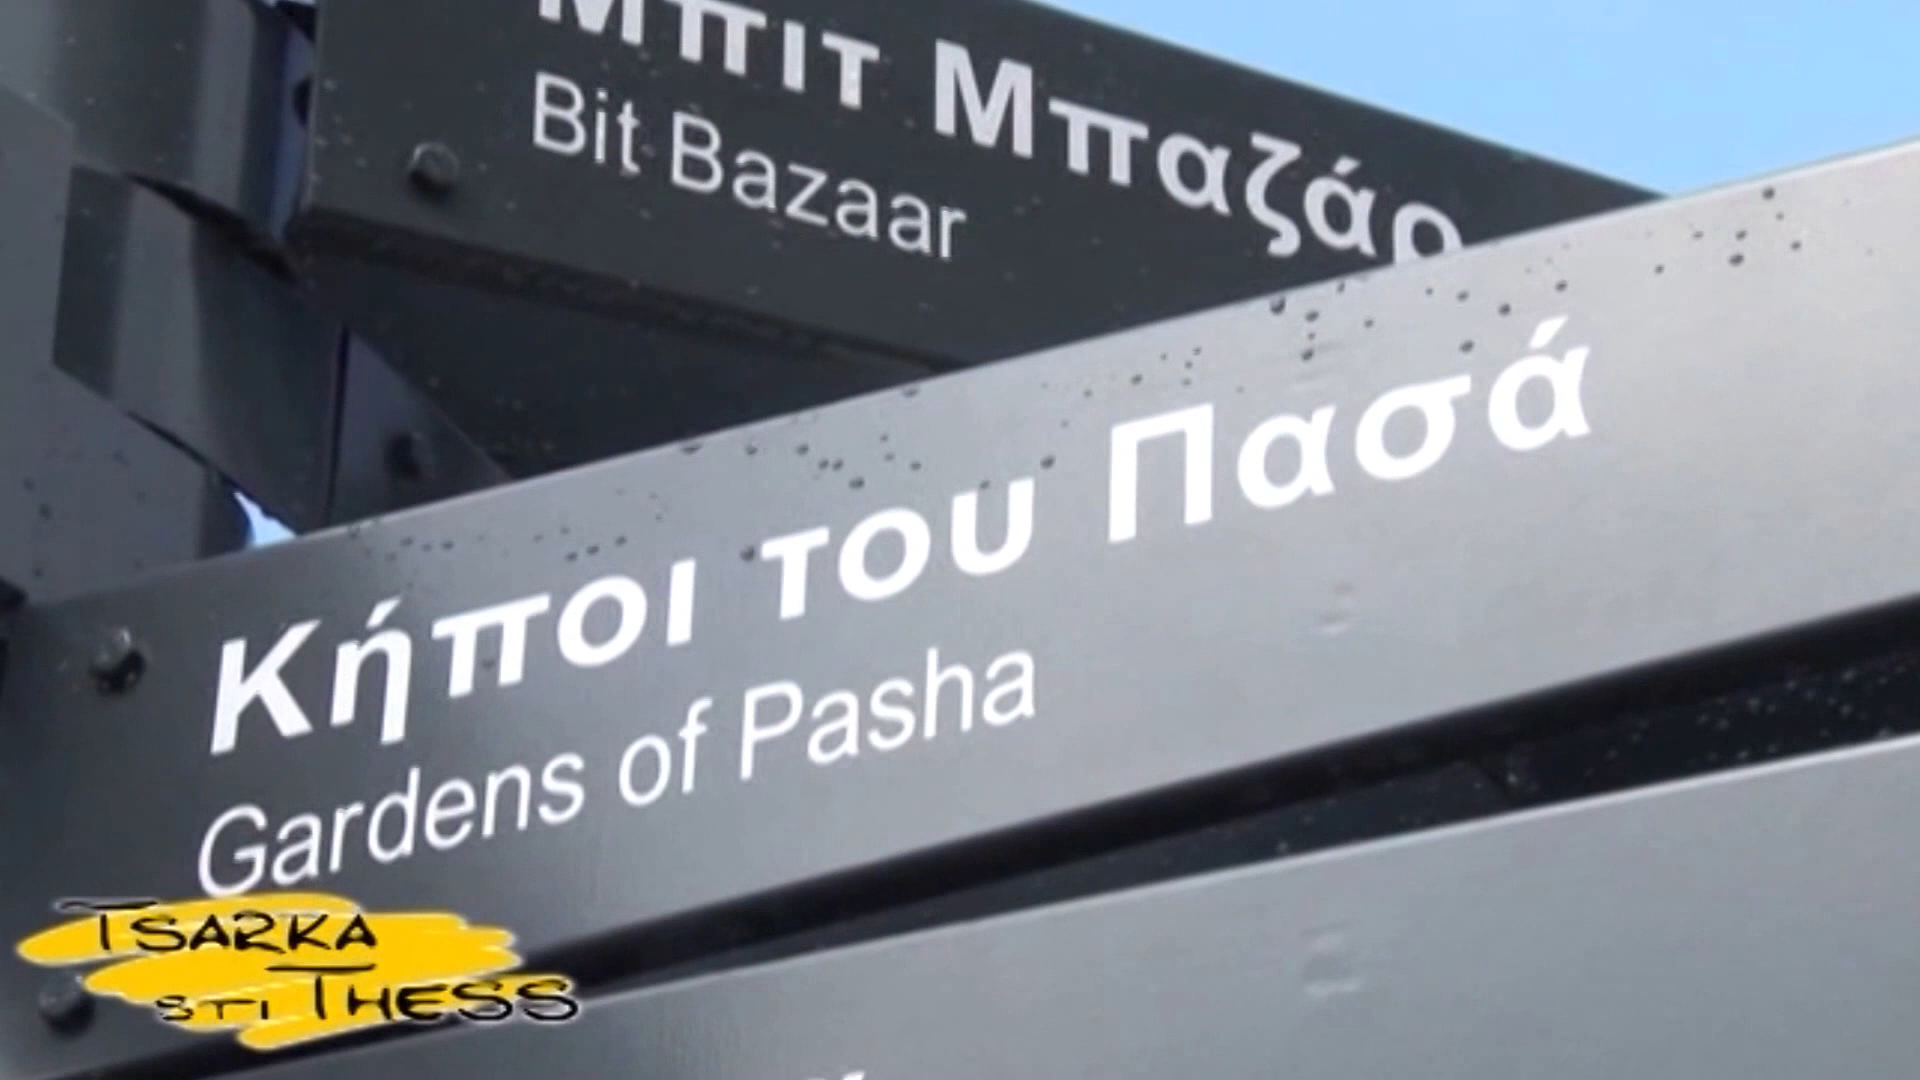 Μπιτ Μπαζάρ
Bit Bazaar
Κήποι του Πασά
Gardens of Pasha
TSARKA
STI THESS